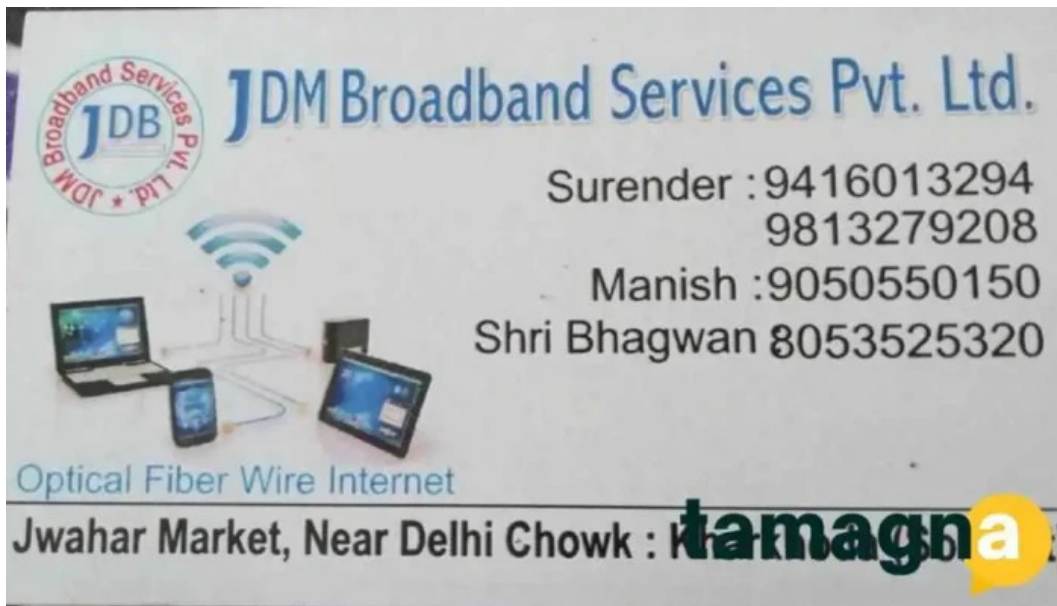 JDM Broadband Services Pvt. Ltd.
JDB
JDM Broadband Services Pvt. Ltd.
Surender : 9416013294
9813279208
Manish : 9050550150
Shri Bhagwan : 8053525320
Optical Fiber Wire Internet
Jwahar Market, Near Delhi Chowk :
tamagna